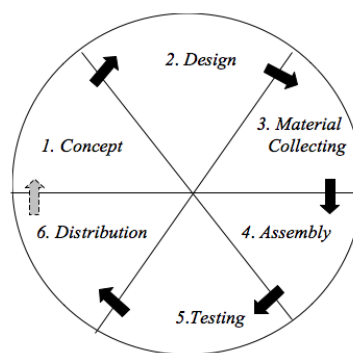 1. Concept
2. Design
3. Material
Collecting
4. Assembly
5.Testing
6. Distribution